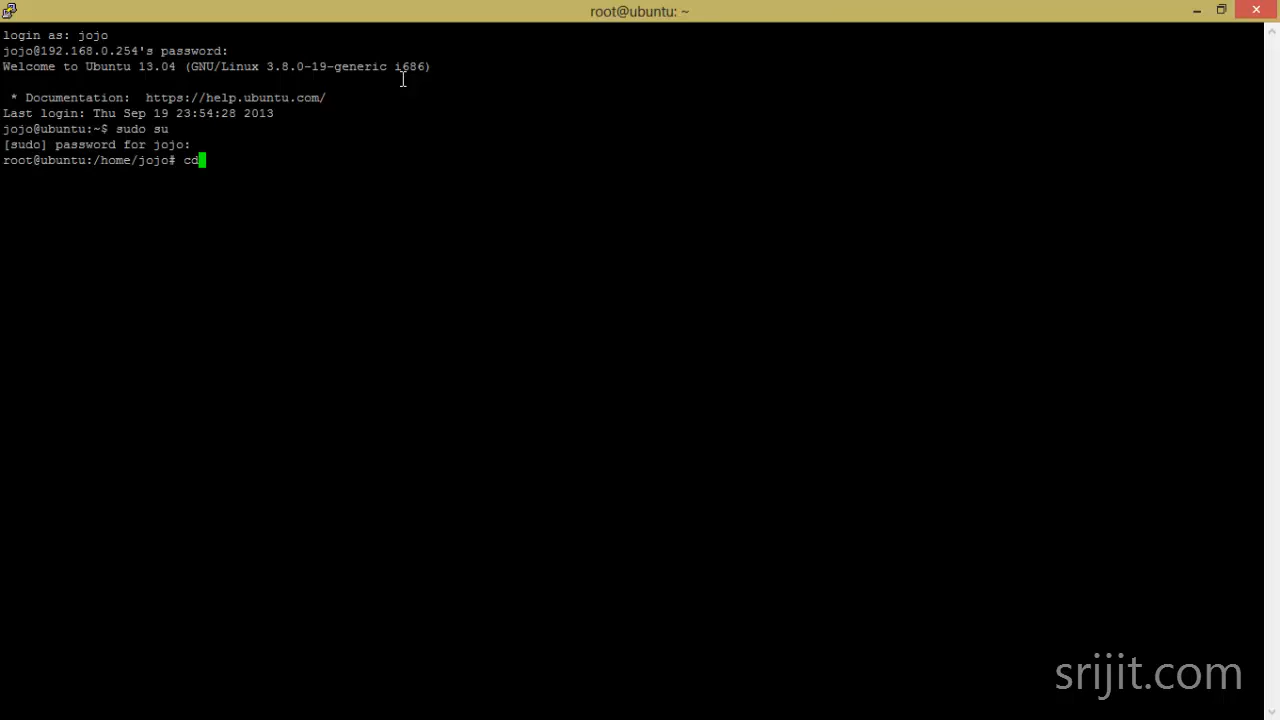 root@ubuntu: ~
login as: jojo
jojo@192.168.0.254's password:
Welcome to Ubuntu 13.04 (GNU/Linux 3.8.0-19-generic i686)
* Documentation:  https://help.ubuntu.com/
Last login: Thu Sep 19 23:54:28 2013
jojo@ubuntu:~$ sudo su
[sudo] password for jojo:
root@ubuntu:/home/jojo# cd
srijit.com